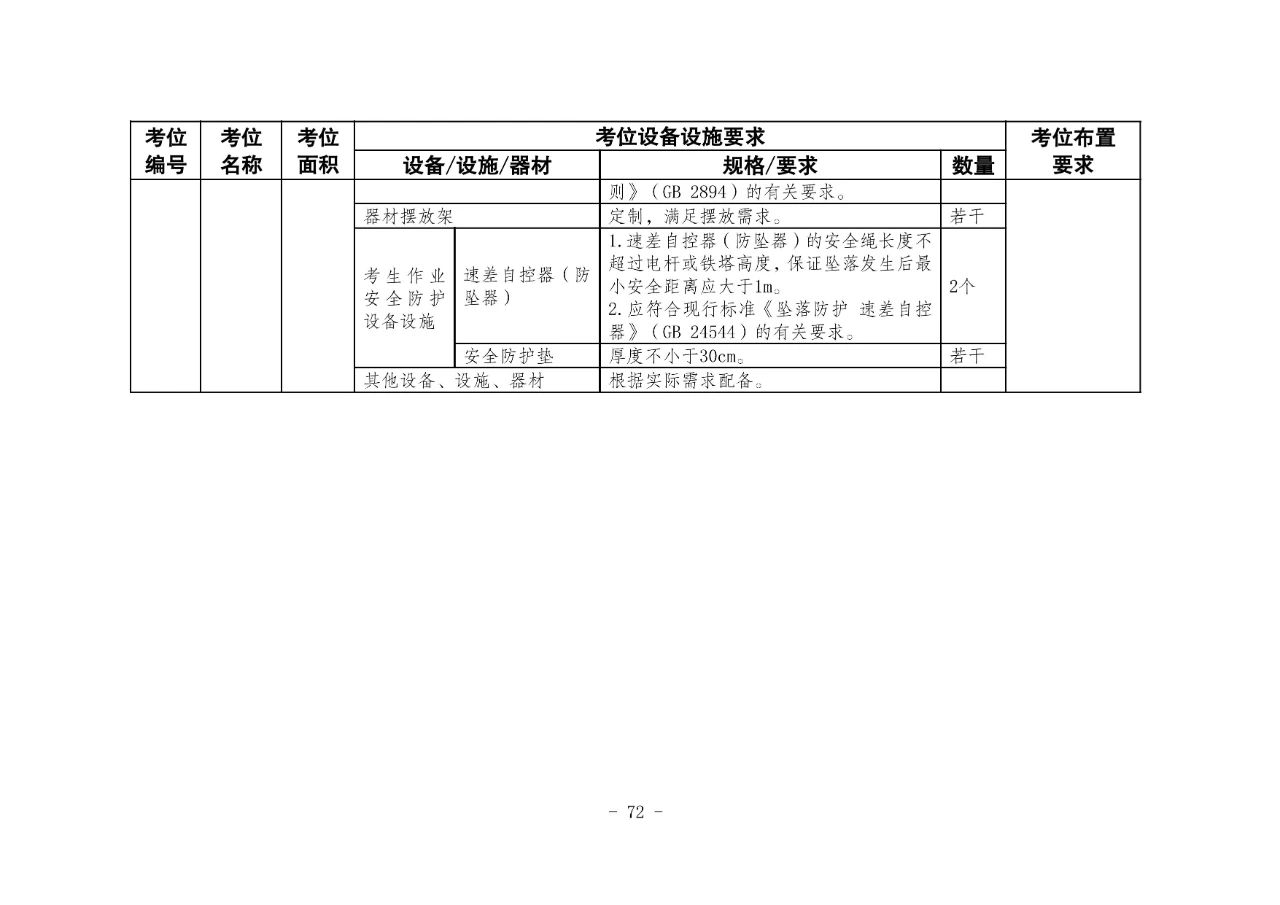 考位编号
考位名称
考位面积
考位设备设施要求
考位布置要求
设备/设施/器材
规格/要求
数量
则》（GB 2894）的有关要求。
器材摆放架
定制，满足摆放需求。
若干
考生作业
安全防护
设备设施
速差自控器（防
坠器）
1.速差自控器（防坠器）的安全绳长度不
超过电杆或铁塔高度，保证坠落发生后最
小安全距离应大于1m。
2.应符合现行标准《坠落防护 速差自控
器》（GB 24544）的有关要求。
2个
安全防护垫
厚度不小于30cm。
若干
其他设备、设施、器材
根据实际需求配备。
- 72 -